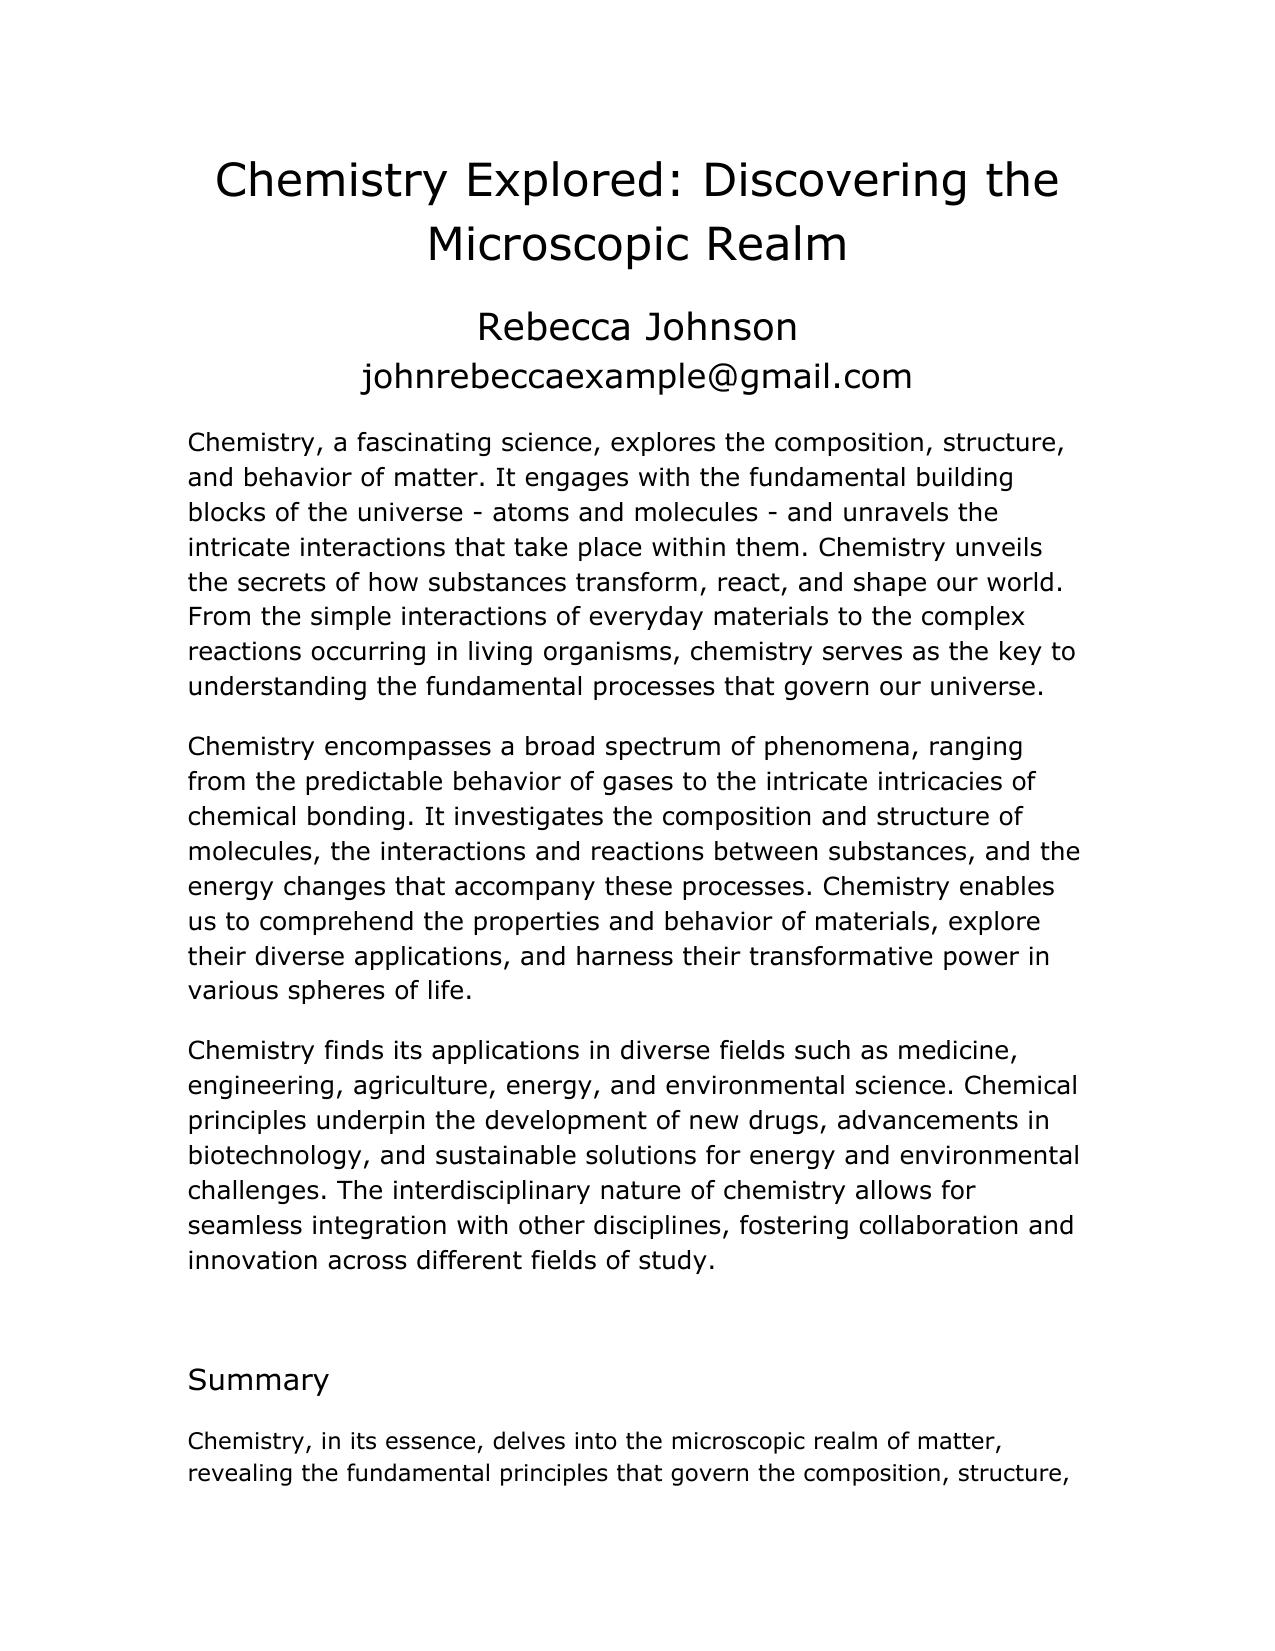 Chemistry Explored: Discovering the
Microscopic Realm
Rebecca Johnson
johnrebeccaexample@gmail.com
Chemistry, a fascinating science, explores the composition, structure,
and behavior of matter. It engages with the fundamental building
blocks of the universe - atoms and molecules - and unravels the
intricate interactions that take place within them. Chemistry unveils
the secrets of how substances transform, react, and shape our world.
From the simple interactions of everyday materials to the complex
reactions occurring in living organisms, chemistry serves as the key to
understanding the fundamental processes that govern our universe.
Chemistry encompasses a broad spectrum of phenomena, ranging
from the predictable behavior of gases to the intricate intricacies of
chemical bonding. It investigates the composition and structure of
molecules, the interactions and reactions between substances, and the
energy changes that accompany these processes. Chemistry enables
us to comprehend the properties and behavior of materials, explore
their diverse applications, and harness their transformative power in
various spheres of life.
Chemistry finds its applications in diverse fields such as medicine,
engineering, agriculture, energy, and environmental science. Chemical
principles underpin the development of new drugs, advancements in
biotechnology, and sustainable solutions for energy and environmental
challenges. The interdisciplinary nature of chemistry allows for
seamless integration with other disciplines, fostering collaboration and
innovation across different fields of study.
Summary
Chemistry, in its essence, delves into the microscopic realm of matter,
revealing the fundamental principles that govern the composition, structure,